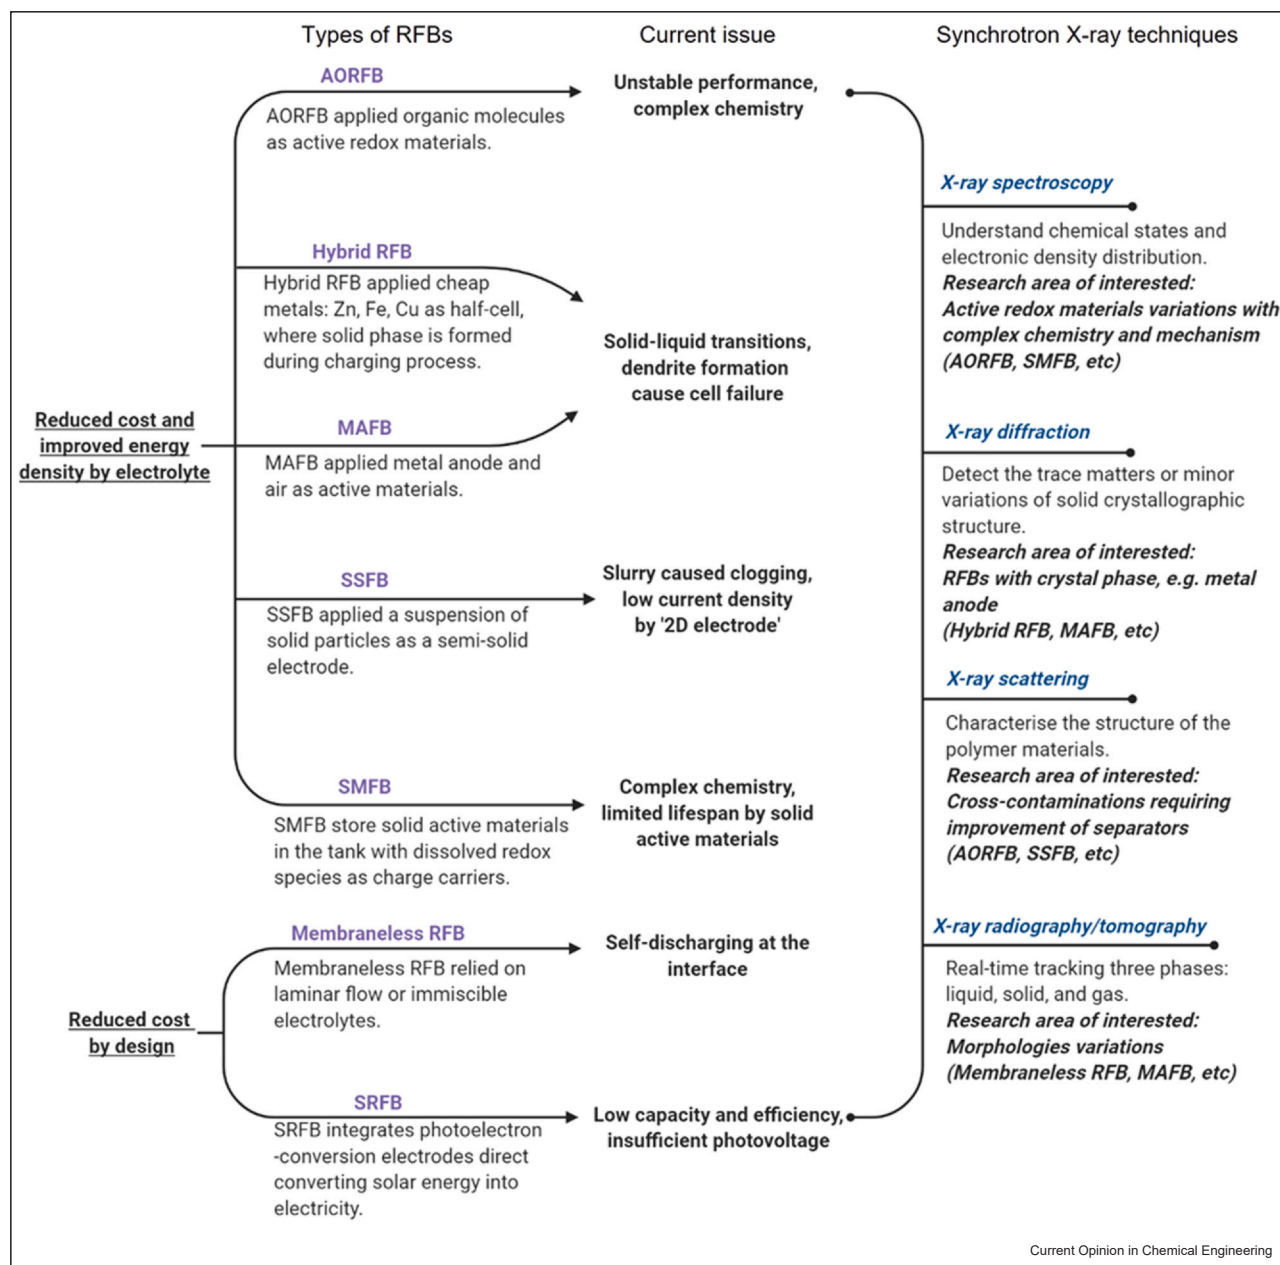 Types of RFBs
Current issue
Synchrotron X-ray techniques
Reduced cost and
improved energy
density by electrolyte
AORFB
AORFB applied organic molecules
as active redox materials.
Unstable performance,
complex chemistry
Hybrid RFB
Hybrid RFB applied cheap
metals: Zn, Fe, Cu as half-cell,
where solid phase is formed
during charging process.
MAFB
MAFB applied metal anode and
air as active materials.
Solid-liquid transitions,
dendrite formation
cause cell failure
SSFB
SSFB applied a suspension of
solid particles as a semi-solid
electrode.
Slurry caused clogging,
low current density
by '2D electrode'
SMFB
SMFB store solid active materials
in the tank with dissolved redox
species as charge carriers.
Complex chemistry,
limited lifespan by solid
active materials
Reduced cost
by design
Membraneless RFB
Membraneless RFB relied on
laminar flow or immiscible
electrolytes.
Self-discharging at the
interface
SRFB
SRFB integrates photoelectron
-conversion electrodes direct
converting solar energy into
electricity.
Low capacity and efficiency,
insufficient photovoltage
X-ray spectroscopy
Understand chemical states and
electronic density distribution.
Research area of interested:
Active redox materials variations with
complex chemistry and mechanism
(AORFB, SMFB, etc)
X-ray diffraction
Detect the trace matters or minor
variations of solid crystallographic
structure.
Research area of interested:
RFBs with crystal phase, e.g. metal
anode
(Hybrid RFB, MAFB, etc)
X-ray scattering
Characterise the structure of the
polymer materials.
Research area of interested:
Cross-contaminations requiring
improvement of separators
(AORFB, SSFB, etc)
X-ray radiography/tomography
Real-time tracking three phases:
liquid, solid, and gas.
Research area of interested:
Morphologies variations
(Membraneless RFB, MAFB, etc)
Current Opinion in Chemical Engineering